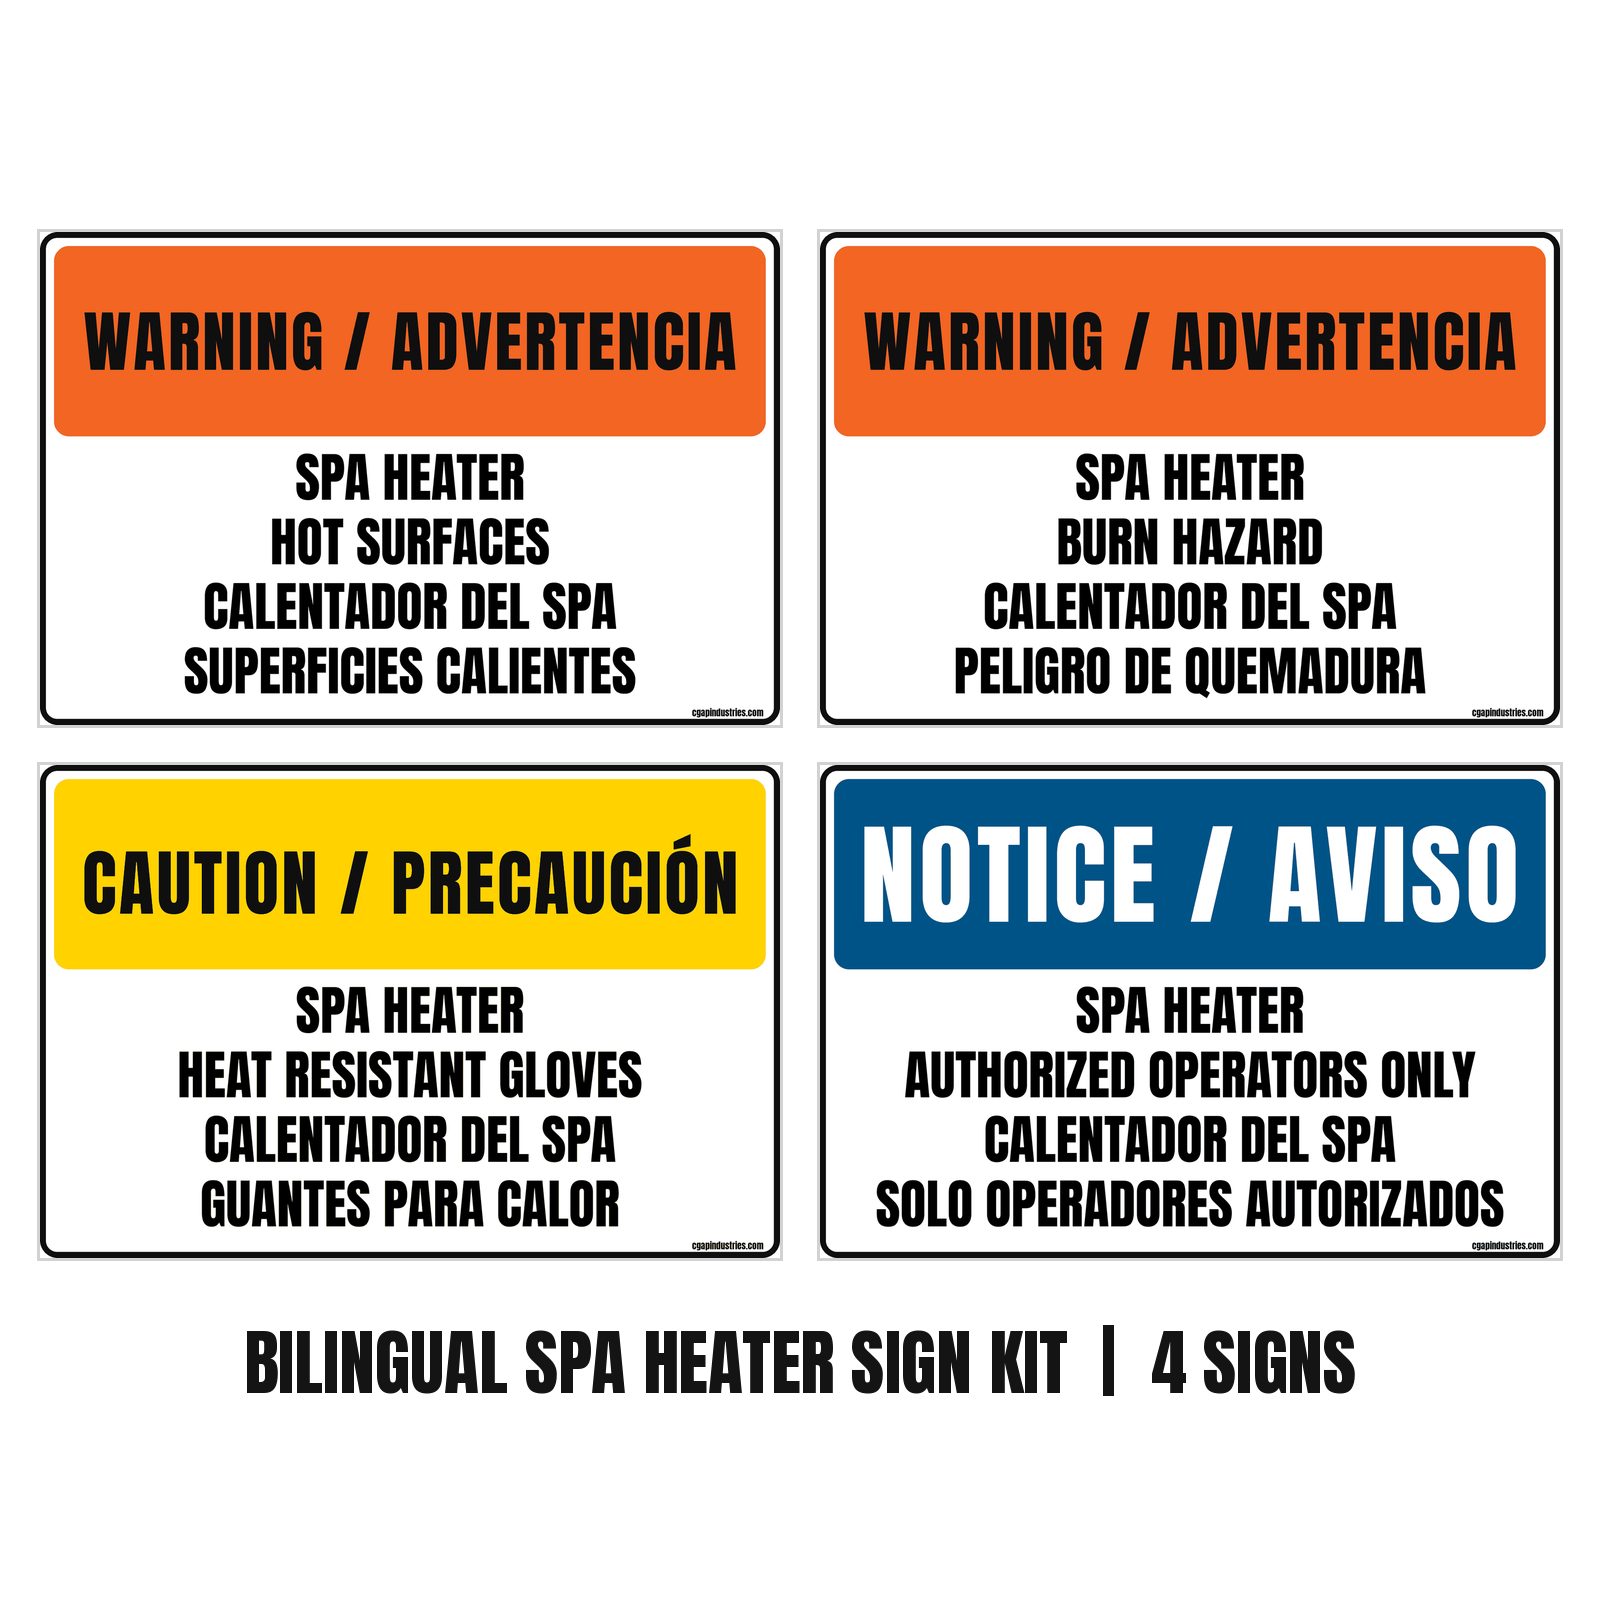 WARNING / ADVERTENCIA
SPA HEATER
HOT SURFACES
CALENTADOR DEL SPA
SUPERFICIES CALIENTES
cgapindustries.com
WARNING / ADVERTENCIA
SPA HEATER
BURN HAZARD
CALENTADOR DEL SPA
PELIGRO DE QUEMADURA
cgapindustries.com
CAUTION / PRECAUCIÓN
SPA HEATER
HEAT RESISTANT GLOVES
CALENTADOR DEL SPA
GUANTES PARA CALOR
cgapindustries.com
NOTICE / AVISO
SPA HEATER
AUTHORIZED OPERATORS ONLY
CALENTADOR DEL SPA
SOLO OPERADORES AUTORIZADOS
cgapindustries.com
BILINGUAL SPA HEATER SIGN KIT | 4 SIGNS